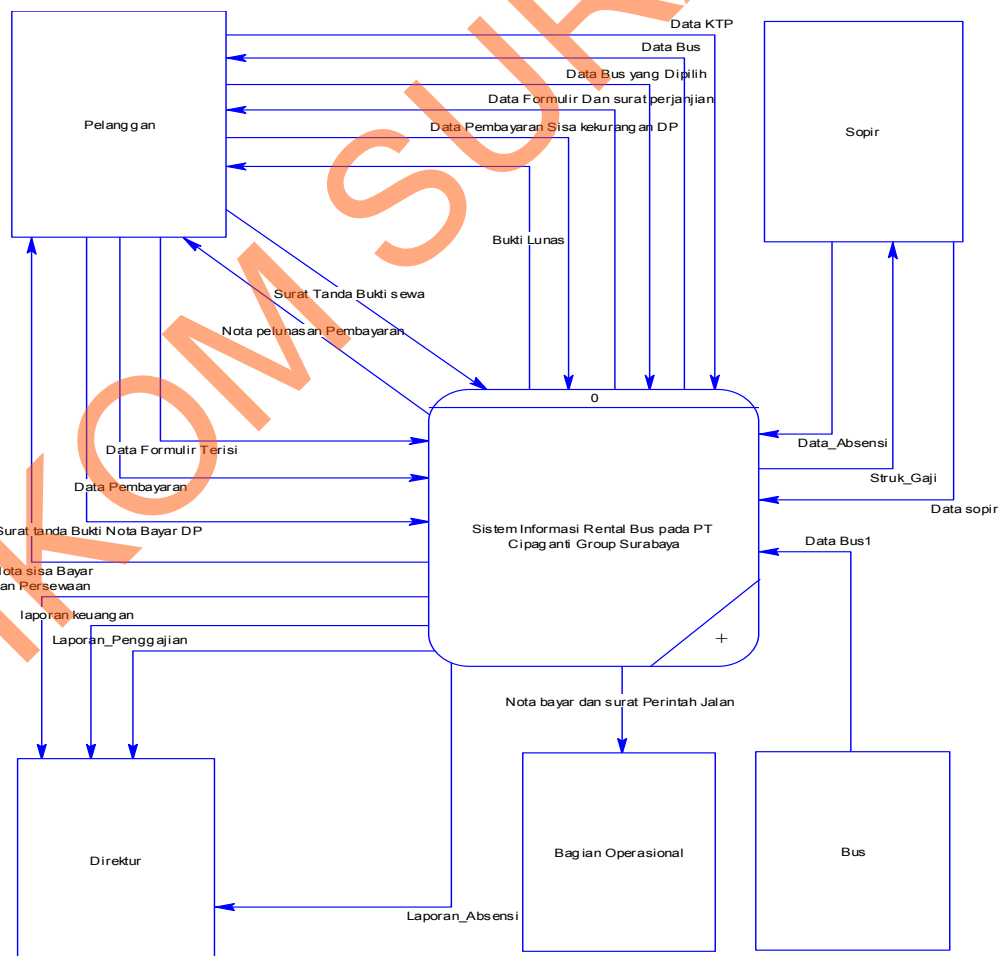 Data KTP
Data Bus
Data Bus yang Dipilih
Data Formulir Dan surat perjanjian
Data Pembayaran Sisa kekurangan DP
Pelanggan
Sopir
Bukti Lunas
Surat Tanda Bukti sewa
Nota pelunasan Pembayaran
0
Data_Absensi
Data Formulir Terisi
Struk_Gaji
Data Pembayaran
Data sopir
Surat tanda Bukti Nota Bayar DP
Sistem Informasi Rental Bus pada PT
Cipaganti Group Surabaya
Data Bus1
sisa Bayar
Persewaan
laporan keuangan
Laporan_Penggajian
+
Nota bayar dan surat Perintah Jalan
Direktur
Bagian Operasional
Bus
Laporan_Absensi
KOM SUR